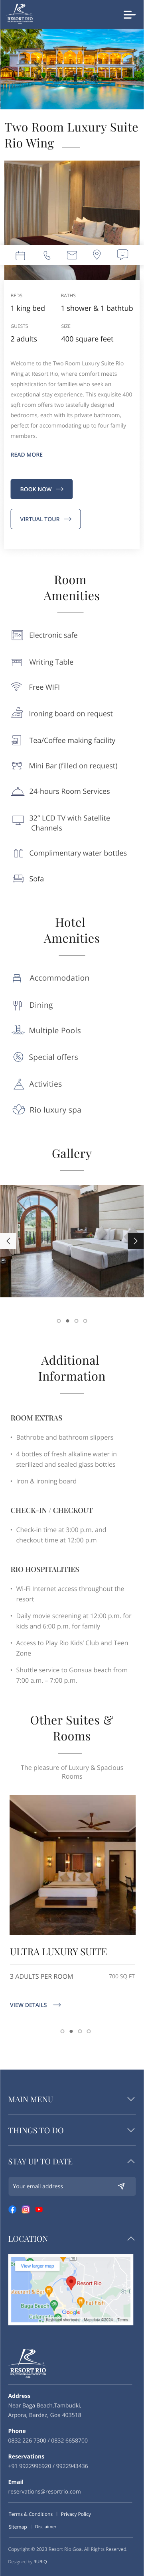 RESORT RIO
Two Room Luxury Suite
Rio Wing
BEDS
BATHS
1 king bed
1 shower & 1 bathtub
GUESTS
SIZE
2 adults
400 square feet
Welcome to the Two Room Luxury Suite Rio
Wing at Resort Rio, where comfort meets
sophistication for families who seek an
exceptional stay experience. This exquisite 400
sqft room offers two tastefully designed
bedrooms, each with its private bathroom,
perfect for accommodating up to four family
members.
READ MORE
BOOK NOW
VIRTUAL TOUR
Room
Amenities
Electronic safe
Writing Table
Free WIFI
Ironing board on request
Tea/Coffee making facility
Mini Bar (filled on request)
24-hours Room Services
32" LCD TV with Satellite
Channels
Complimentary water bottles
Sofa
Hotel
Amenities
Accommodation
Dining
Multiple Pools
Special offers
Activities
Rio luxury spa
Gallery
Additional
Information
ROOM EXTRAS
• Bathrobe and bathroom slippers
• 4 bottles of fresh alkaline water in
sterilized and sealed glass bottles
• Iron & ironing board
CHECK-IN / CHECKOUT
• Check-in time at 3:00 p.m. and
checkout time at 12:00 p.m
RIO HOSPITALITIES
• Wi-Fi Internet access throughout the
resort
• Daily movie screening at 12:00 p.m. for
kids and 6:00 p.m. for family
• Access to Play Rio Kids' Club and Teen
Zone
• Shuttle service to Gonsua beach from
7:00 a.m. – 7:00 p.m.
Other Suites &
Rooms
The pleasure of Luxury & Spacious
Rooms
ULTRA LUXURY SUITE
3 ADULTS PER ROOM
700 SQ FT
VIEW DETAILS
MAIN MENU
THINGS TO DO
STAY UP TO DATE
Your email address
LOCATION
View larger map
Resort Rio
Google
Keyboard shortcuts
Map data ©2026
Terms
RESORT RIO
Address
Near Baga Beach,Tambudki,
Arpora, Bardez, Goa 403518
Phone
0832 226 7300 / 0832 6658700
Reservations
+91 9922996920 / 9922943436
Email
reservations@resortrio.com
Terms & Conditions | Privacy Policy
Sitemap | Disclaimer
Copyright © 2023 Resort Rio Goa, All Rights Reserved.
Designed by RUBIQ